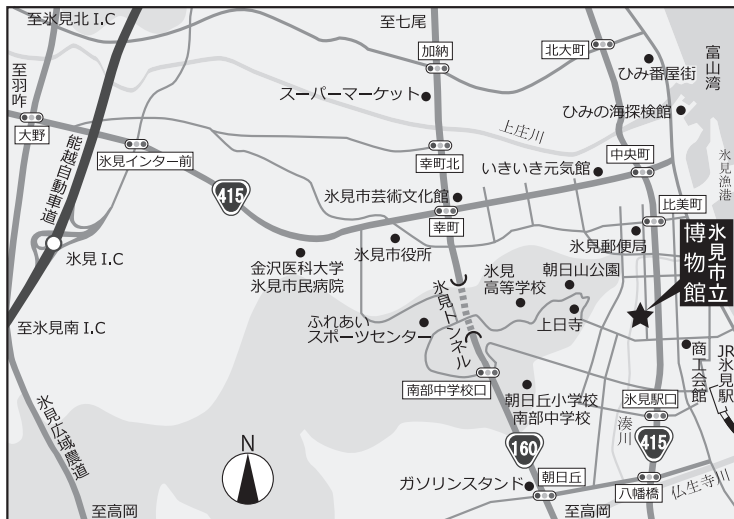 至氷見北I.C
至七尾
加納
北大町
富山湾
至羽咋
ひみ番屋街
スーパーマーケット
ひみの海探検館
上庄川
大野
能越自動車道
氷見インター前
幸町北
中央町
氷見漁港
いきいき元気館
415
氷見市芸術文化館
比美町
幸町
氷見市立
博物館
氷見郵便局
氷見市役所
氷見I.C
金沢医科大学
氷見市民病院
氷見
高等学校
朝日山公園
氷見トンネル
上日寺
至氷見南I.C
ふれあい
スポーツセンター
商工会館
JR氷見駅
南部中学校口
朝日丘小学校
南部中学校
氷見駅口
湊川
氷見広域農道
N
160
415
ガソリンスタンド
朝日丘
八幡橋
仏生寺川
至高岡
至高岡